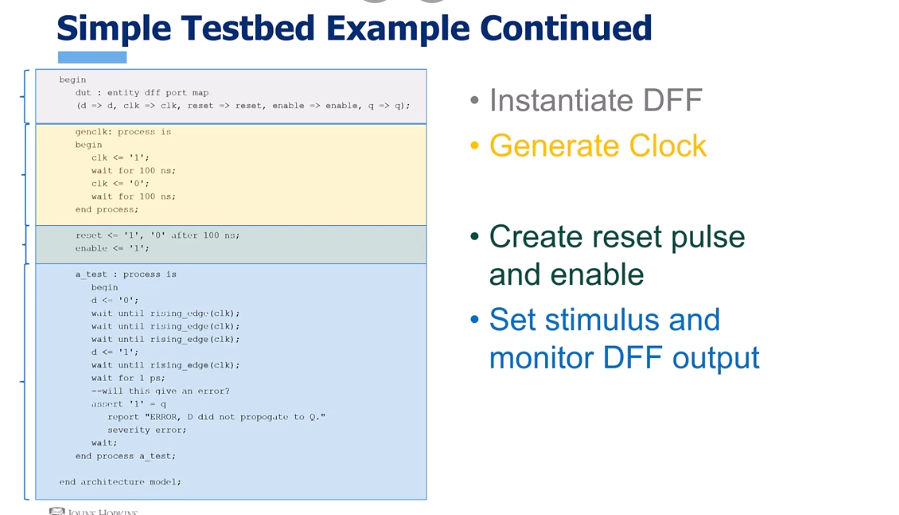 Simple Testbed Example Continued
begin
dut : entity dff port map
(d => d, clk => clk, reset => reset, enable => enable, q => q);
genclk: process is
begin
clk <= '1';
wait for 100 ns;
clk <= '0';
wait for 100 ns;
end process;
reset <= '1', '0' after 100 ns;
enable <= '1';
a_test : process is
begin
d <= '0';
wait until rising_edge(clk);
wait until rising_edge(clk);
wait until rising_edge(clk);
d <= '1';
wait until rising_edge(clk);
wait for 1 ps;
--will this give an error?
assert '1' = q
report "ERROR, D did not propogate to Q."
severity error;
wait;
end process a_test;
end architecture model;
• Instantiate DFF
• Generate Clock
• Create reset pulse
and enable
• Set stimulus and
monitor DFF output
JOHNS HOPKINS